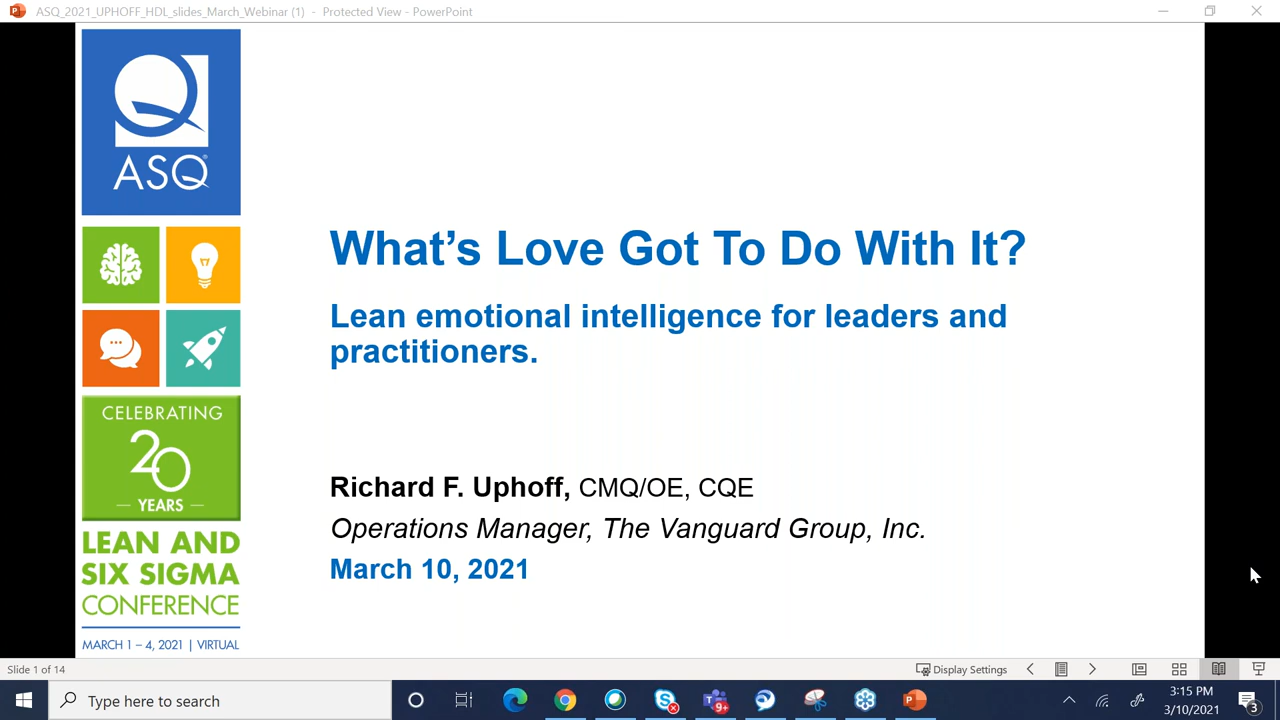 ASQ_2021_UPHOFF_HDL_slides_March_Webinar (1) - Protected View - PowerPoint
ASQ®
What's Love Got To Do With It?
Lean emotional intelligence for leaders and
practitioners.
CELEBRATING
20
— YEARS —
LEAN AND
SIX SIGMA
CONFERENCE
MARCH 1 – 4, 2021 | VIRTUAL
Richard F. Uphoff, CMQ/OE, CQE
Operations Manager, The Vanguard Group, Inc.
March 10, 2021
Slide 1 of 14
Display Settings
Type here to search
9+
3:15 PM
3/10/2021
3